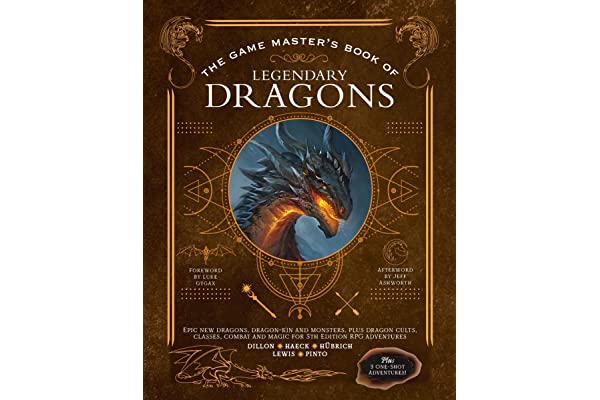 THE GAME MASTER'S BOOK OF
LEGENDARY
DRAGONS
FOREWORD
BY LUKE
GYGAX
AFTERWORD
BY JEFF
ASHWORTH
EPIC NEW DRAGONS, DRAGON-KIN AND MONSTERS, PLUS DRAGON CULTS,
CLASSES, COMBAT AND MAGIC FOR 5TH EDITION RPG ADVENTURES
DILLON HAECK HÜBRICH
LEWIS PINTO
Plus
3 ONE-SHOT
ADVENTURES!